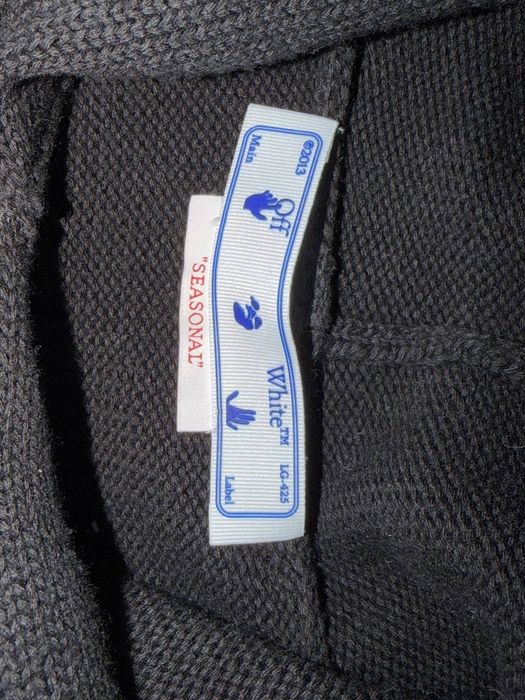 ©2013
Off
White™
LG-425
Main
Label
"SEASONAL"